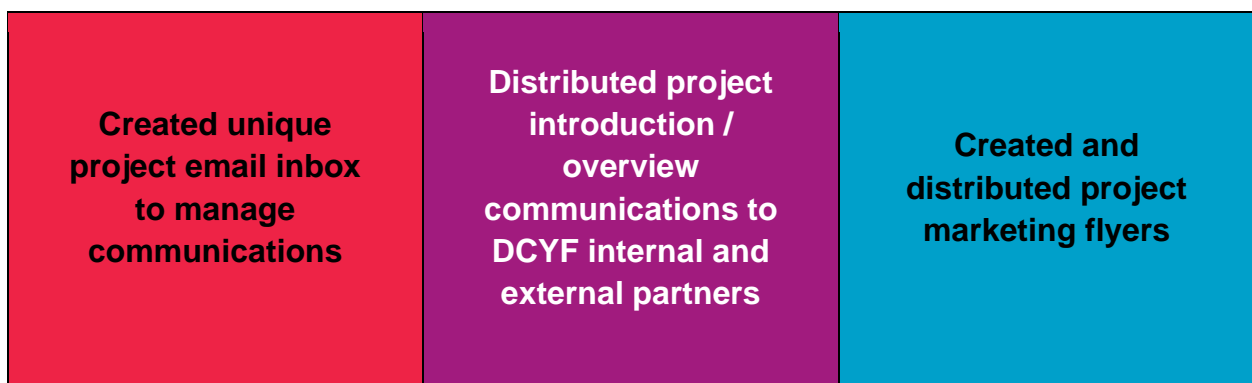 Created unique
project email inbox
to manage
communications
Distributed project
introduction /
overview
communications to
DCYF internal and
external partners
Created and
distributed project
marketing flyers